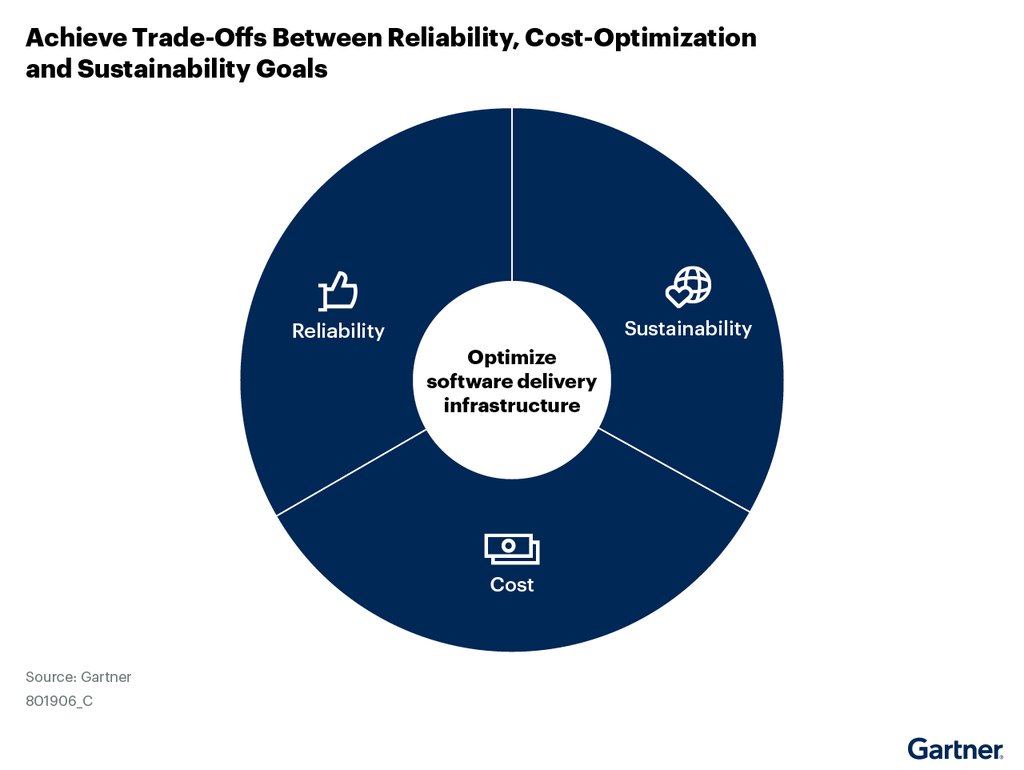 Achieve Trade-Offs Between Reliability, Cost-Optimization
and Sustainability Goals
Reliability
Sustainability
Optimize
software delivery
infrastructure
Cost
Source: Gartner
801906_C
Gartner